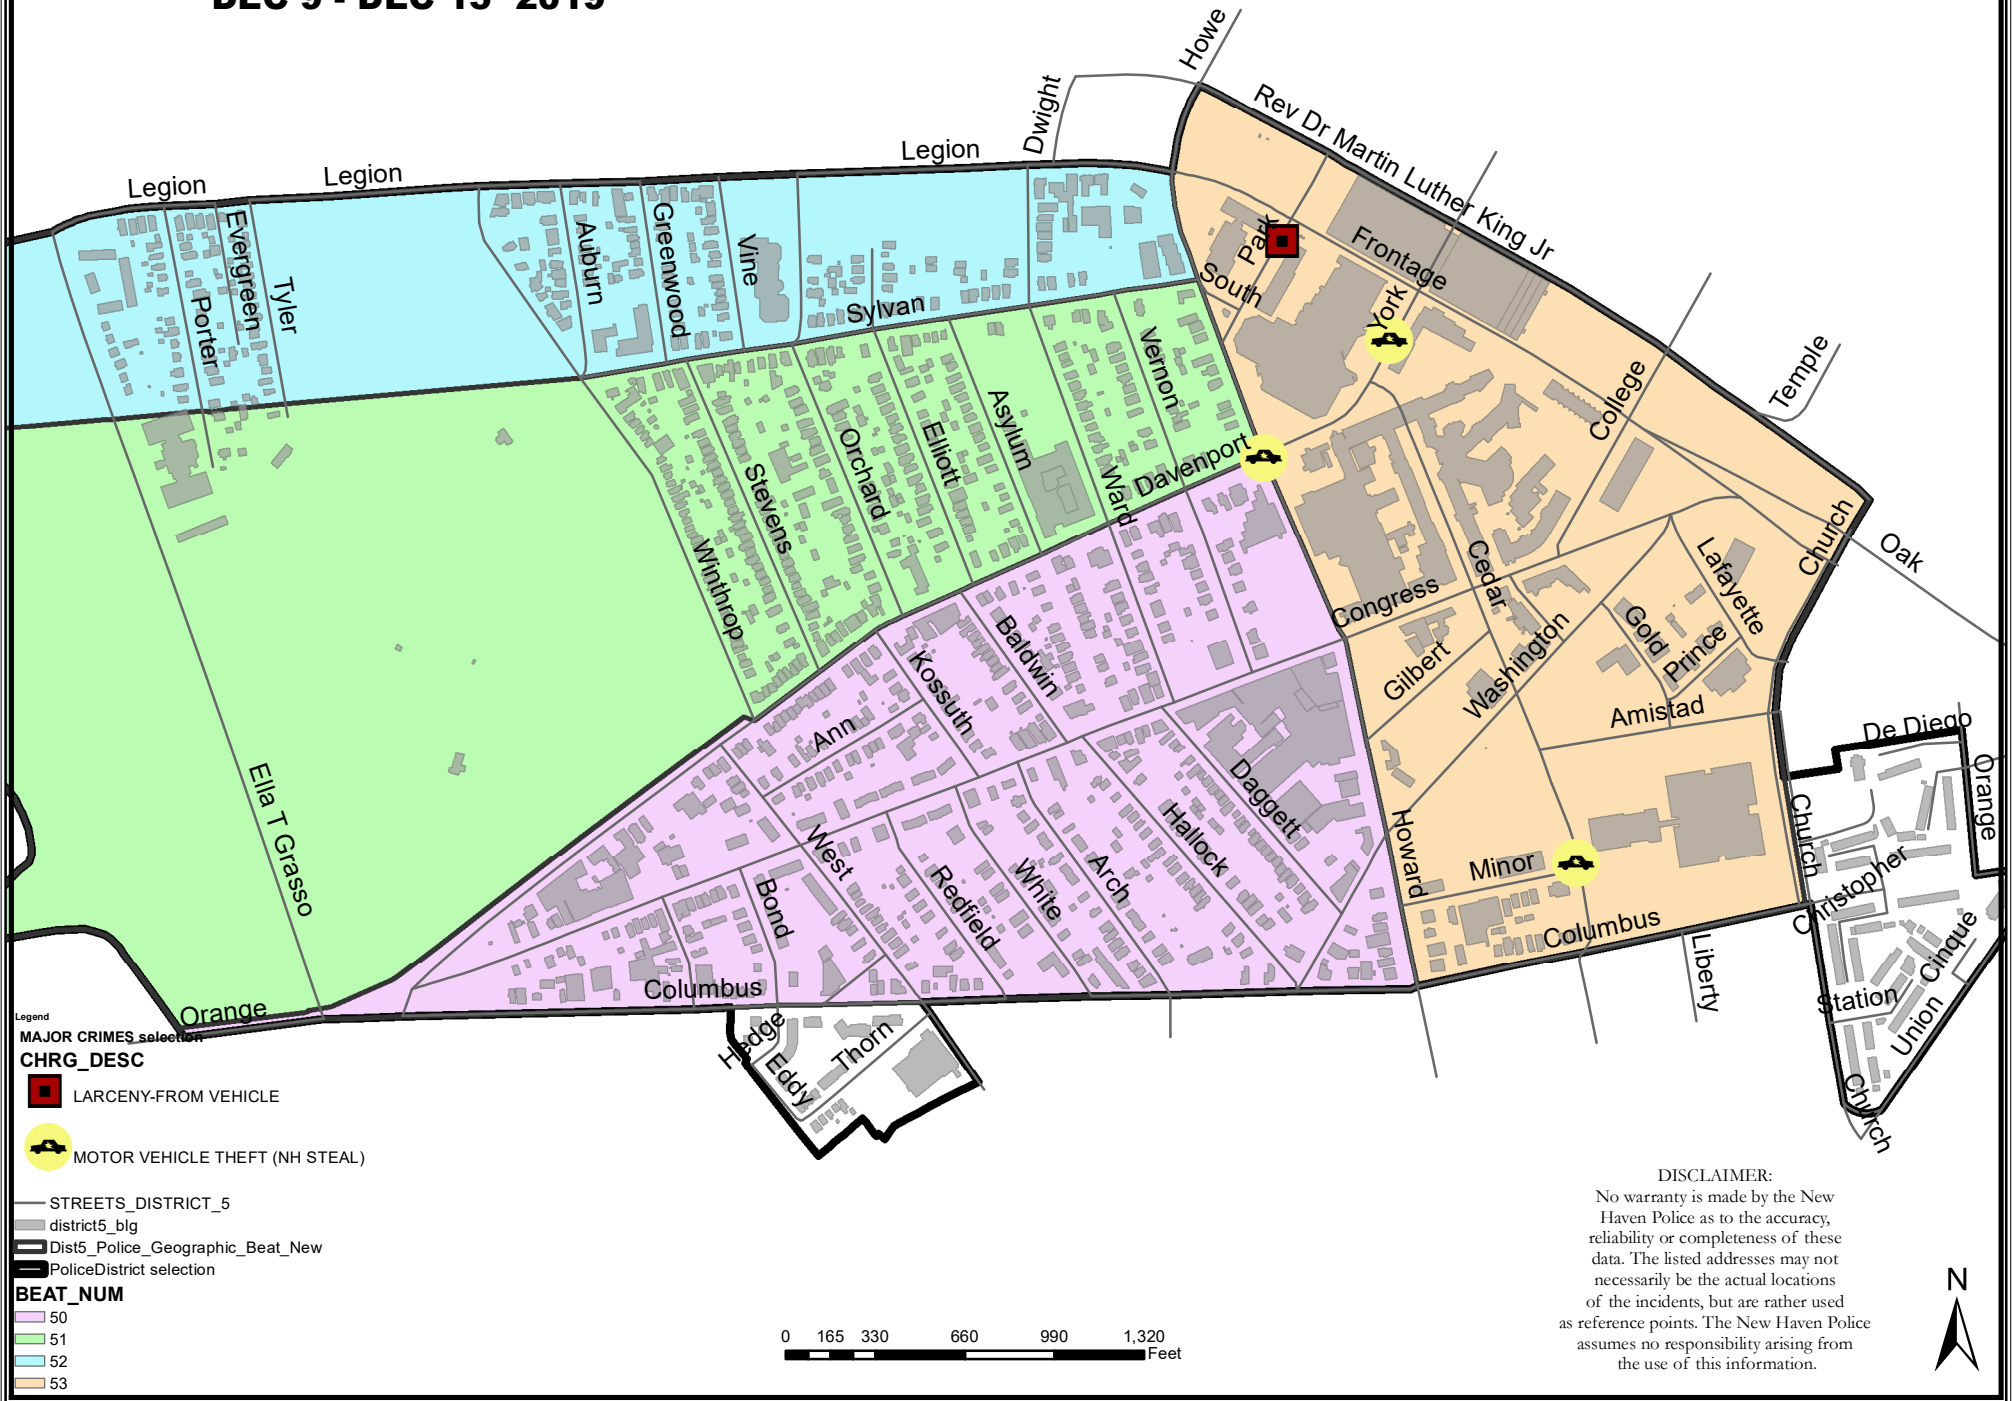 DEC 9 - DEC 15 2019
Howe
Dwight
Rev Dr Martin Luther King Jr
Legion
Legion
Legion
Evergreen
Porter
Tyler
Auburn
Greenwood
Vine
Sylvan
Park
South
Frontage
York
College
Temple
Church
Oak
Vernon
Davenport
Ward
Asylum
Elliott
Orchard
Stevens
Winthrop
Cedar
Congress
Lafayette
Gold
Prince
Washington
Gilbert
Amistad
Baldwin
Kossuth
Ann
De Diego
Orange
Ella T Grasso
Daggett
Hallock
Howard
Church
Christopher
Minor
West
Arch
White
Redfield
Bond
Columbus
Columbus
Liberty
Cinque
Station
Union
Church
Orange
Hedge
Eddy
Thorn
Legend
MAJOR CRIMES selection
CHRG_DESC
LARCENY-FROM VEHICLE
MOTOR VEHICLE THEFT (NH STEAL)
STREETS_DISTRICT_5
district5_blg
Dist5_Police_Geographic_Beat_New
PoliceDistrict selection
BEAT_NUM
50
51
52
53
0 165 330 660 990 1,320
Feet
DISCLAIMER:
No warranty is made by the New
Haven Police as to the accuracy,
reliability or completeness of these
data. The listed addresses may not
necessarily be the actual locations
of the incidents, but are rather used
as reference points. The New Haven Police
assumes no responsibility arising from
the use of this information.
N